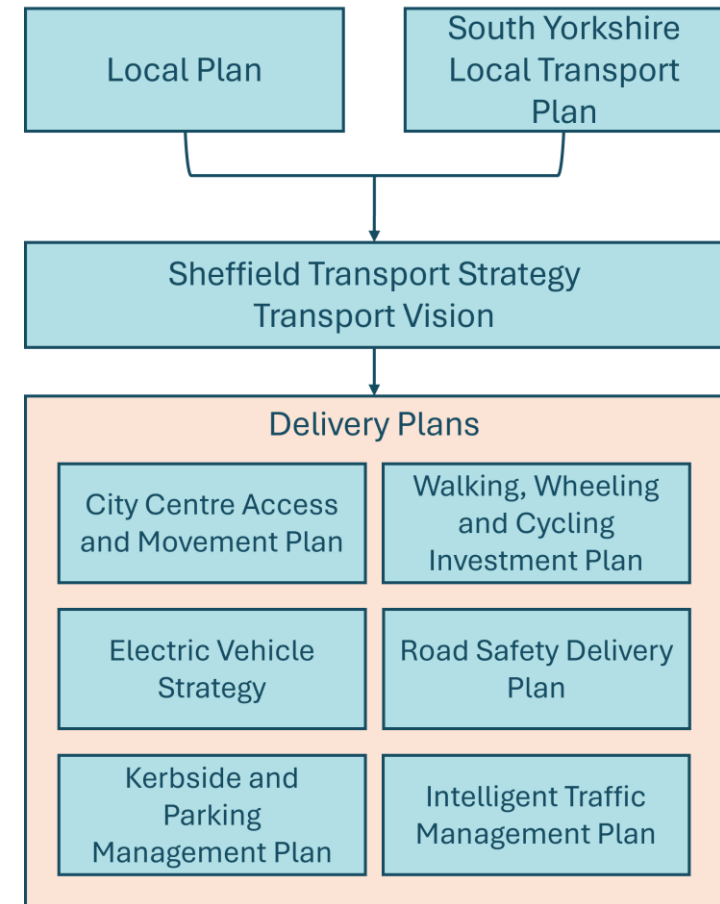 Local Plan
South Yorkshire
Local Transport
Plan
Sheffield Transport Strategy
Transport Vision
Delivery Plans
City Centre Access
and Movement Plan
Walking, Wheeling
and Cycling
Investment Plan
Electric Vehicle
Strategy
Road Safety Delivery
Plan
Kerbside and
Parking
Management Plan
Intelligent Traffic
Management Plan